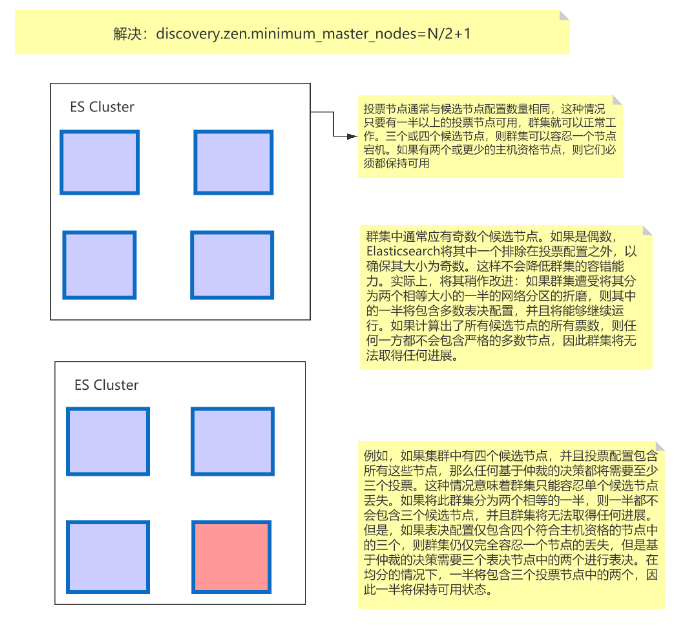 解决：discovery.zen.minimum_master_nodes=N/2+1
ES Cluster
投票节点通常与候选节点配置数量相同，这种情况
只要有一半以上的投票节点可用，群集就可以正常工
作。三个或四个候选节点，则群集可以容忍一个节点
宕机。如果有两个或更少的主机资格节点，则它们必
须都保持可用
群集中通常应有奇数个候选节点。如果是偶数，
Elasticsearch将其中一个排除在投票配置之外，以
确保其大小为奇数。这样不会降低群集的容错能
力。实际上，将其稍作改进：如果群集遭受将其分
为两个相等大小的一半的网络分区的折磨，则其中
的一半将包含多数表决配置，并且将能够继续运
行。如果计算出了所有候选节点的所有票数，则任
何一方都不会包含严格的多数节点，因此群集将无
法取得任何进展。
ES Cluster
例如，如果集群中有四个候选节点，并且投票配置包含
所有这些节点，那么任何基于仲裁的决策都将需要至少
三个投票。这种情况意味着群集只能容忍单个候选节点
丢失。如果将此群集分为两个相等的一半，则一半都不
会包含三个候选节点，并且群集将无法取得任何进展。
但是，如果表决配置仅包含四个符合主机资格的节点中
的三个，则群集仍仅完全容忍一个节点的丢失，但是基
于仲裁的决策需要三个表决节点中的两个进行表决。在
均分的情况下，一半将包含三个投票节点中的两个，因
此一半将保持可用状态。